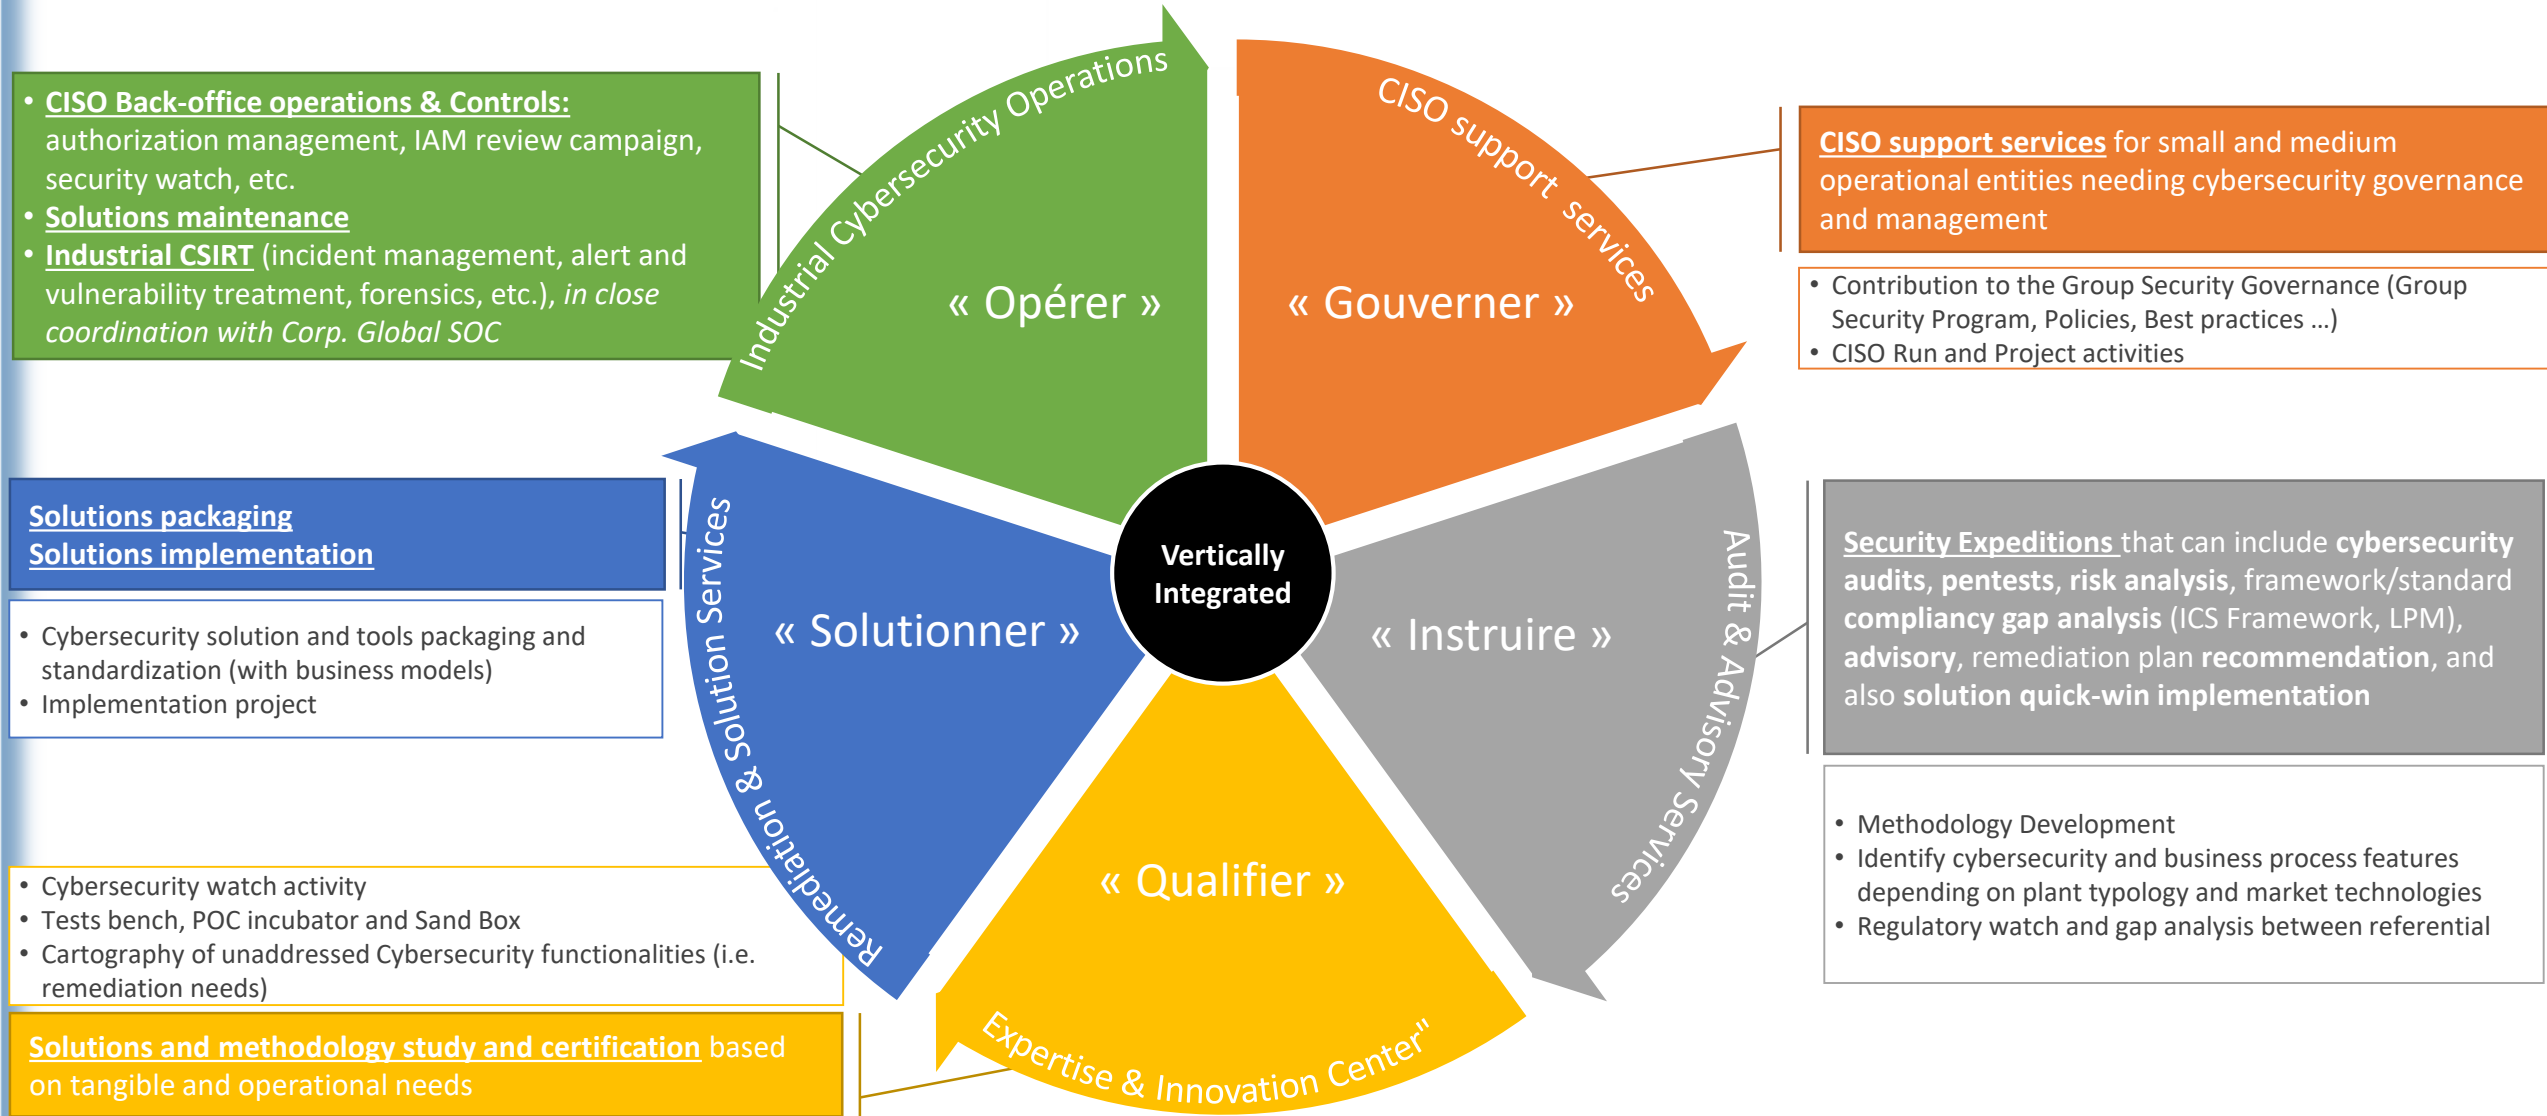 • CISO Back-office operations & Controls:
authorization management, IAM review campaign,
security watch, etc.
• Solutions maintenance
• Industrial CSIRT (incident management, alert and
vulnerability treatment, forensics, etc.), in close
coordination with Corp. Global SOC
Industrial Cybersecurity Operations
« Opérer »
CISO support services
« Gouverner »
CISO support services for small and medium
operational entities needing cybersecurity governance
and management
• Contribution to the Group Security Governance (Group
Security Program, Policies, Best practices ...)
• CISO Run and Project activities
Vertically
Integrated
Audit & Advisory Services
« Instruire »
Security Expeditions that can include cybersecurity
audits, pentests, risk analysis, framework/standard
compliancy gap analysis (ICS Framework, LPM),
advisory, remediation plan recommendation, and
also solution quick-win implementation
• Methodology Development
• Identify cybersecurity and business process features
depending on plant typology and market technologies
• Regulatory watch and gap analysis between referential
Solutions packaging
Solutions implementation
• Cybersecurity solution and tools packaging and
standardization (with business models)
• Implementation project
Remediation & Solution Services
« Solutionner »
« Qualifier »
Expertise & Innovation Center"
• Cybersecurity watch activity
• Tests bench, POC incubator and Sand Box
• Cartography of unaddressed Cybersecurity functionalities (i.e.
remediation needs)
Solutions and methodology study and certification based
on tangible and operational needs